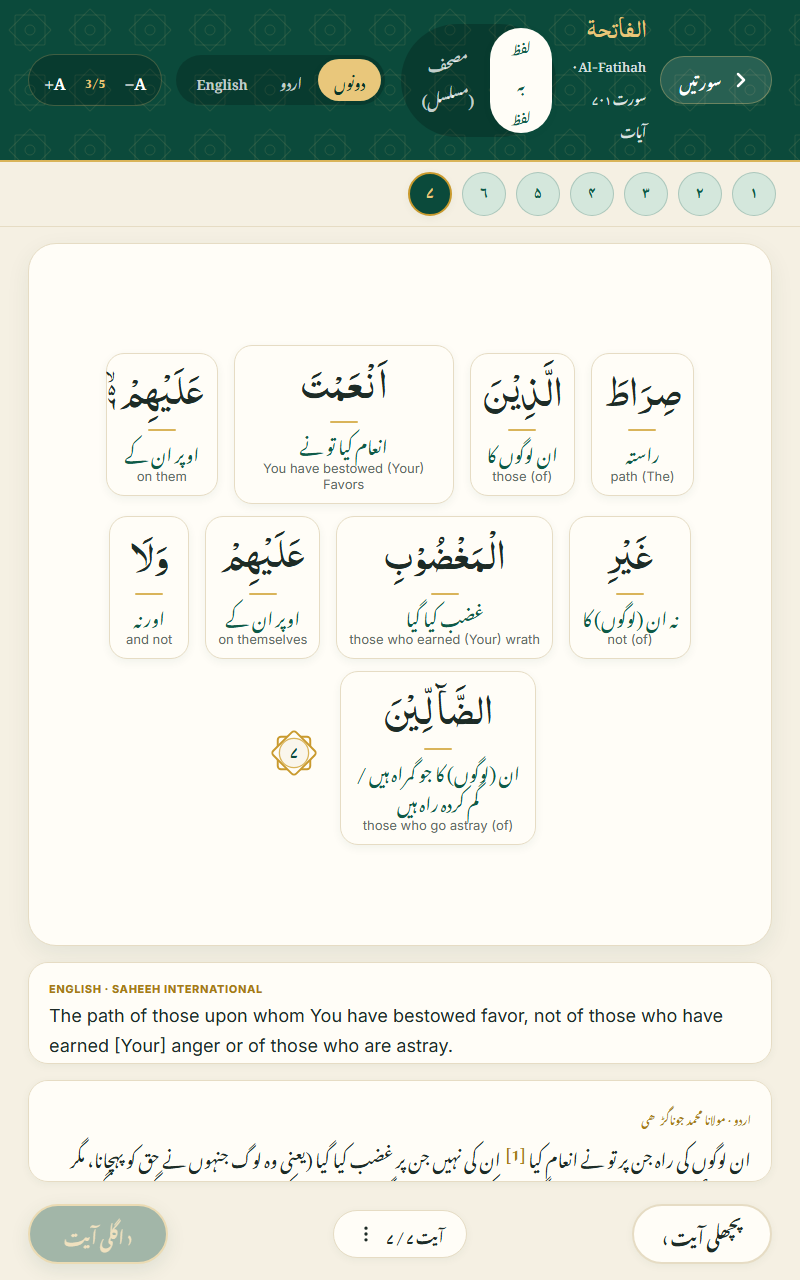 سورتیں
الفاتحة
Al-Fatihah ·
سورت ۱ · ۷
آیات
لفظ
بہ
لفظ
مصحف
(مسلسل)
دونوں
اردو
English
A−
3/5
A+
۱
۲
۳
۴
۵
۶
۷
صِرَاطَ
راستہ
(The) path
الَّذِیْنَ
ان لوگوں کا
(of) those
اَنْعَمْتَ
انعام کیا تو نے
(Your) You have bestowed
Favors
عَلَیْهِمْ ۙ۬ۦ
اوپر ان کے
on them
غَیْرِ
نہ ان (لوگوں) کا
(of) not
الْمَغْضُوْبِ
غضب کیا گیا
those who earned (Your) wrath
عَلَیْهِمْ
اوپر ان کے
on themselves
وَلَا
اور نہ
and not
الضَّآلِّیْنَ
ان (لوگوں) کا جو گمراہ ہیں /
گم کردہ راہ ہیں
(of) those who go astray
۷
ENGLISH · SAHEEH INTERNATIONAL
The path of those upon whom You have bestowed favor, not of those who have
earned [Your] anger or of those who are astray.
اردو · مولانا محمد جوناگڑھی
ان لوگوں کی راہ جن پر تو نے انعام کیا [1] ان کی نہیں جن پر غضب کیا گیا (یعنی وہ لوگ جنہوں نے حق کو پہچانا، مگر
پچھلی آیت ›
آیت ۷ / ۷ ⋮
‹ اگلی آیت